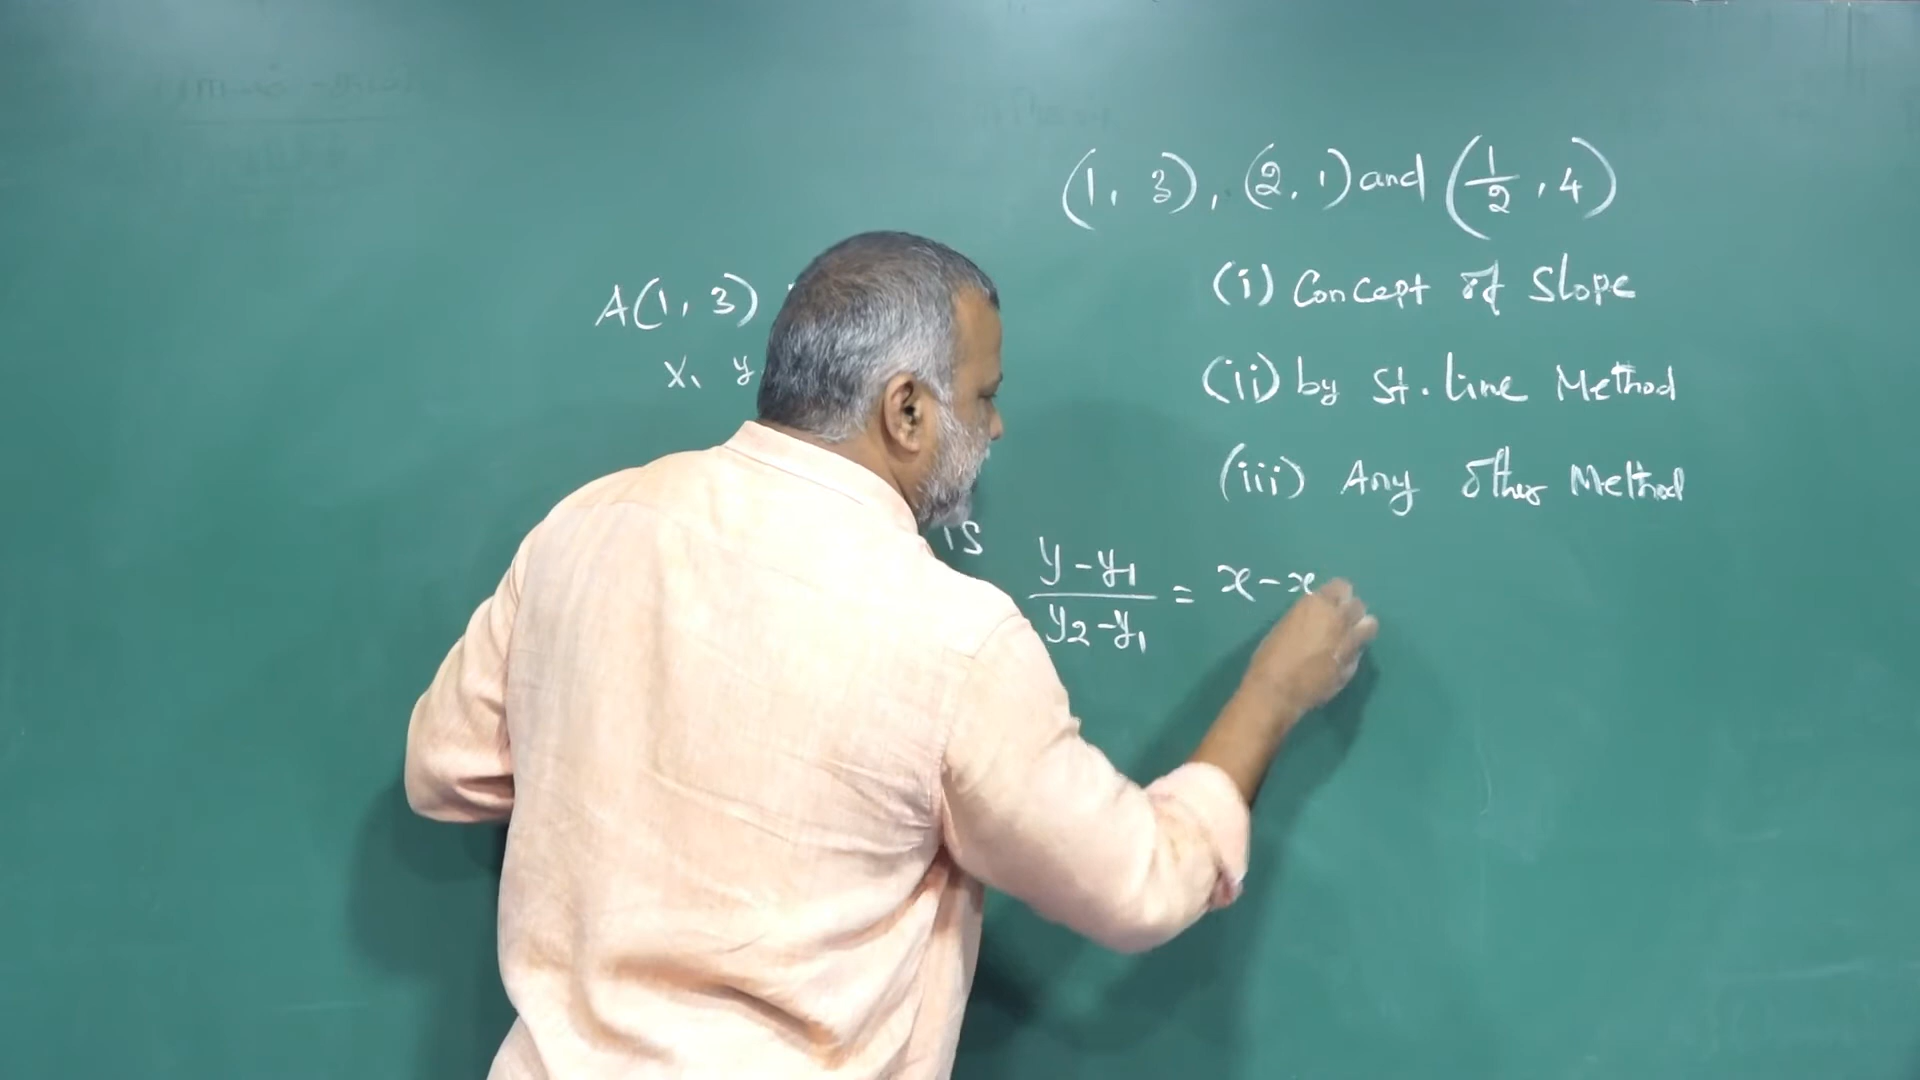 (1, 3), (2, 1) and (1/2, 4)
(i) Concept of Slope
A(1, 3)
(ii) by St. line Method
x₁ y
(iii) Any other Method
is (y - y₁)/(y₂ - y₁) = x - x